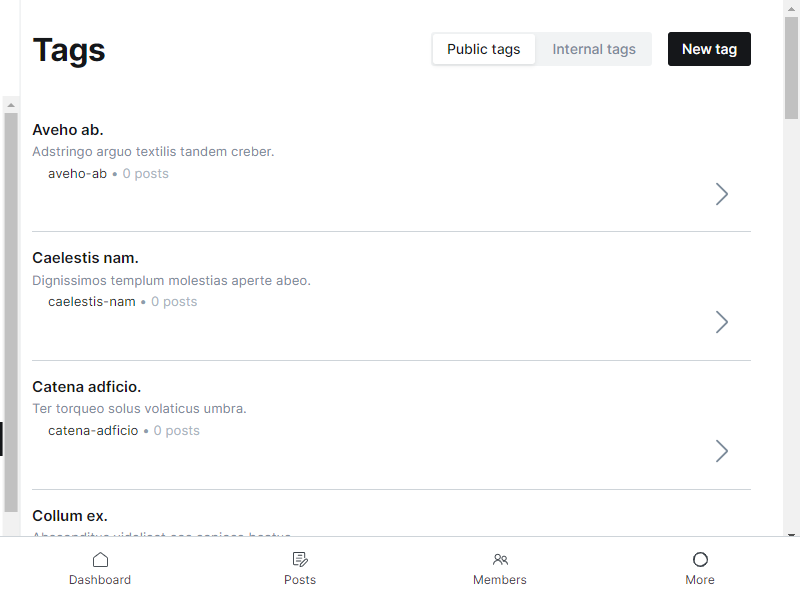 Tags
Public tags
Internal tags
New tag
Aveho ab.
Adstringo arguo textilis tandem creber.
aveho-ab • 0 posts
Caelestis nam.
Dignissimos templum molestias aperte abeo.
caelestis-nam • 0 posts
Catena adficio.
Ter torqueo solus volaticus umbra.
catena-adficio • 0 posts
Collum ex.
Dashboard
Posts
Members
More